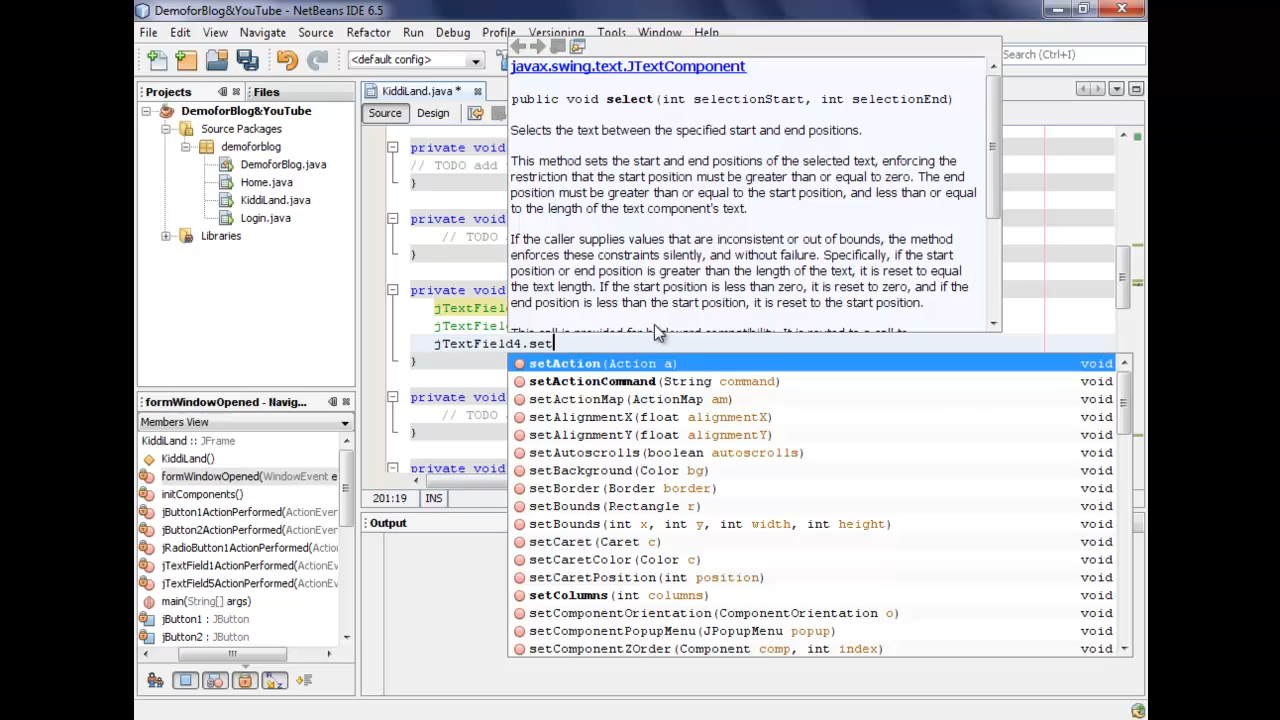 DemoforBlog&YouTube - NetBeans IDE 6.5
File Edit View Navigate Source Refactor Run Debug Profile Versioning Tools Window Help
<default config>
Search (Ctrl+I)
Projects Files
KiddiLand.java *
Source Design
DemoforBlog&YouTube
Source Packages
demoforblog
DemoforBlog.java
Home.java
KiddiLand.java
Login.java
Libraries
private void
// TODO add
}
private void
// TODO
}
private void
jTextField
jTextField
jTextField4.set
}
private void
// TODO
}
private void
201:19 INS
Output
javax.swing.text.JTextComponent
public void select(int selectionStart, int selectionEnd)
Selects the text between the specified start and end positions.
This method sets the start and end positions of the selected text, enforcing the
restriction that the start position must be greater than or equal to zero. The end
position must be greater than or equal to the start position, and less than or equal
to the length of the text component's text.
If the caller supplies values that are inconsistent or out of bounds, the method
enforces these constraints silently, and without failure. Specifically, if the start
position or end position is greater than the length of the text, it is reset to equal
the text length. If the start position is less than zero, it is reset to zero, and if the
end position is less than the start position, it is reset to the start position.
This call is provided for backward compatibility. It is routed to a call to
setAction(Action a) void
setActionCommand(String command) void
setActionMap(ActionMap am) void
setAlignmentX(float alignmentX) void
setAlignmentY(float alignmentY) void
setAutoscrolls(boolean autoscrolls) void
setBackground(Color bg) void
setBorder(Border border) void
setBounds(Rectangle r) void
setBounds(int x, int y, int width, int height) void
setCaret(Caret c) void
setCaretColor(Color c) void
setCaretPosition(int position) void
setColumns(int columns) void
setComponentOrientation(ComponentOrientation o) void
setComponentPopupMenu(JPopupMenu popup) void
setComponentZOrder(Component comp, int index) void
formWindowOpened - Navig...
Members View
KiddiLand :: JFrame
KiddiLand()
formWindowOpened(WindowEvent e
initComponents()
jButton1ActionPerformed(ActionEver
jButton2ActionPerformed(ActionEver
jRadioButton1ActionPerformed(Actio
jTextField1ActionPerformed(ActionEv
jTextField5ActionPerformed(ActionEv
main(String[] args)
jButton1 : JButton
jButton2 : JButton